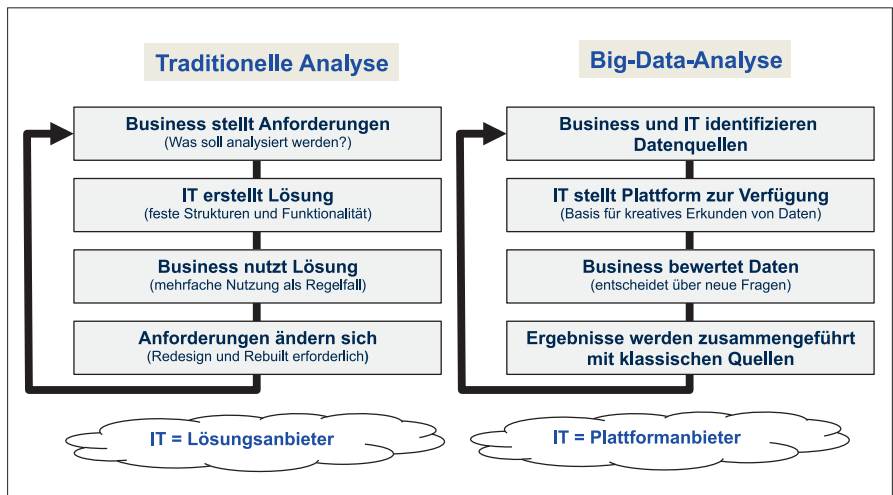 Traditionelle Analyse
Business stellt Anforderungen
(Was soll analysiert werden?)
IT erstellt Lösung
(feste Strukturen und Funktionalität)
Business nutzt Lösung
(mehrfache Nutzung als Regelfall)
Anforderungen ändern sich
(Redesign und Rebuilt erforderlich)
IT = Lösungsanbieter
Big-Data-Analyse
Business und IT identifizieren
Datenquellen
IT stellt Plattform zur Verfügung
(Basis für kreatives Erkunden von Daten)
Business bewertet Daten
(entscheidet über neue Fragen)
Ergebnisse werden zusammengeführt
mit klassischen Quellen
IT = Plattformanbieter